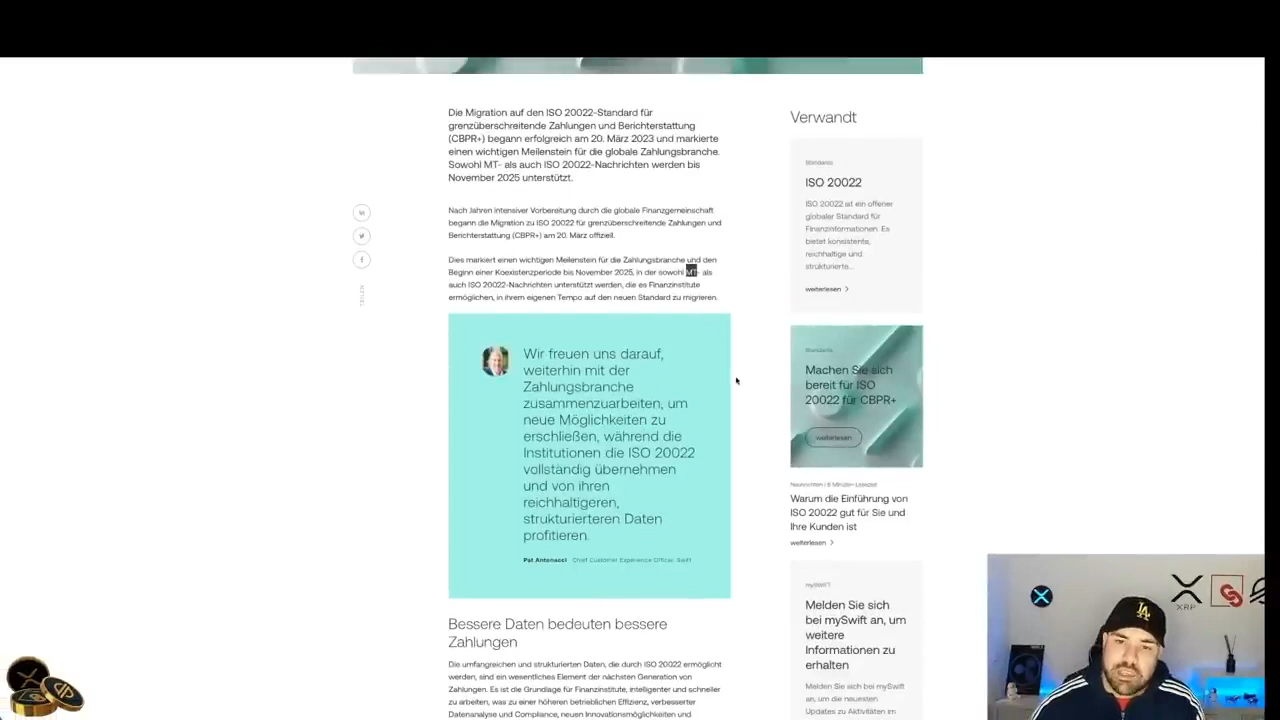 Die Migration auf den ISO 20022-Standard für
grenzüberschreitende Zahlungen und Berichterstattung
(CBPR+) begann erfolgreich am 20. März 2023 und markierte
einen wichtigen Meilenstein für die globale Zahlungsbranche.
Sowohl MT- als auch ISO 20022-Nachrichten werden bis
November 2025 unterstützt.
Nach Jahren intensiver Vorbereitung durch die globale Finanzgemeinschaft
begann die Migration zu ISO 20022 für grenzüberschreitende Zahlungen und
Berichterstattung (CBPR+) am 20. März offiziell.
Dies markiert einen wichtigen Meilenstein für die Zahlungsbranche und den
Beginn einer Koexistenzperiode bis November 2025, in der sowohl MT- als
auch ISO 20022-Nachrichten unterstützt werden, die es Finanzinstitute
ermöglichen, in ihrem eigenen Tempo auf den neuen Standard zu migrieren.
Wir freuen uns darauf,
weiterhin mit der
Zahlungsbranche
zusammenzuarbeiten, um
neue Möglichkeiten zu
erschließen, während die
Institutionen die ISO 20022
vollständig übernehmen
und von ihren
reichhaltigeren,
strukturierteren Daten
profitieren.
Pat Antonacci Chief Customer Experience Officer, Swift
Bessere Daten bedeuten bessere
Zahlungen
Die umfangreichen und strukturierten Daten, die durch ISO 20022 ermöglicht
werden, sind ein wesentliches Element der nächsten Generation von
Zahlungen. Es ist die Grundlage für Finanzinstitute, intelligenter und schneller
zu arbeiten, was zu einer höheren betrieblichen Effizienz, verbesserter
Datenanalyse und Compliance, neuen Innovationsmöglichkeiten und
Verwandt
Standards
ISO 20022
ISO 20022 ist ein offener
globaler Standard für
Finanzinformationen. Es
bietet konsistente,
reichhaltige und
strukturierte...
weiterlesen
Standards
Machen Sie sich
bereit für ISO
20022 für CBPR+
weiterlesen
Nachrichten | 6 Minuten Lesezeit
Warum die Einführung von
ISO 20022 gut für Sie und
Ihre Kunden ist
weiterlesen
mySWIFT
Melden Sie sich
bei mySwift an, um
weitere
Informationen zu
erhalten
Melden Sie sich bei mySwift
an, um die neuesten
Updates zu Aktivitäten im
XRP
LA